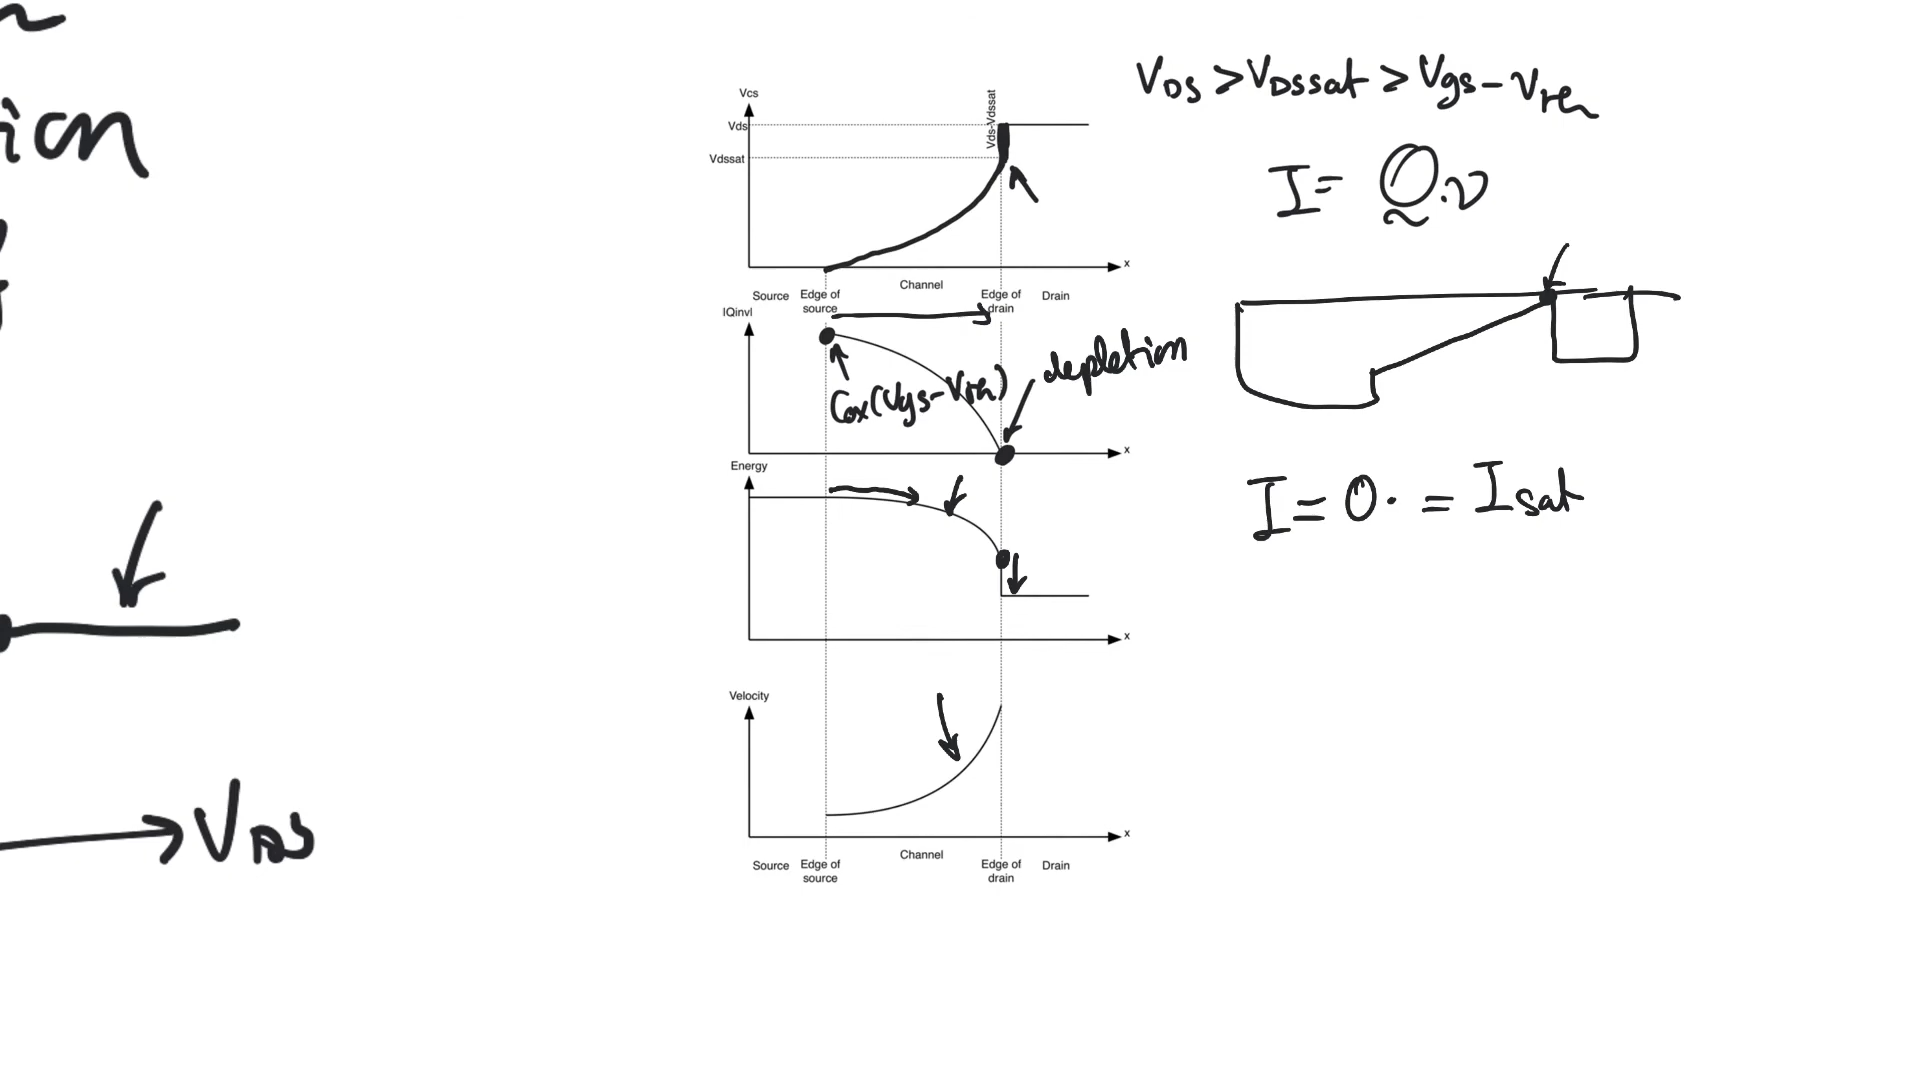 ion
VDS
Vcs
Vds
Vdssat
Vds-Vdssat
x
Channel
Source Edge of source Edge of drain Drain
IQinvl
Cox(Vgs-VTH)
depletion
x
Energy
x
Velocity
x
Channel
Source Edge of source Edge of drain Drain
VDS > VDSsat > Vgs - VTH
I = Q.v
I = 0. = Isat